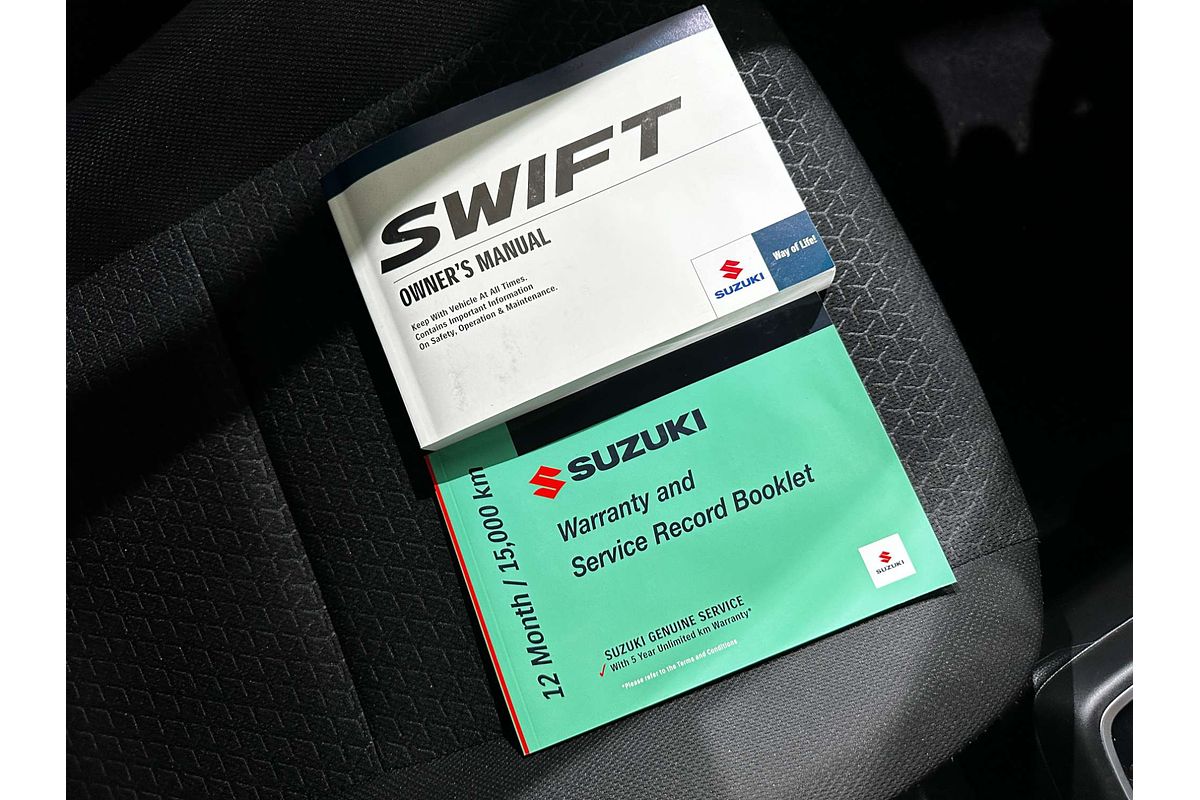 SWIFT
OWNER'S MANUAL
Keep With Vehicle At All Times.
Contains Important Information
On Safety, Operation & Maintenance.
SUZUKI
Way of Life!
SUZUKI
Warranty and
Service Record Booklet
12 Month / 15,000 km
SUZUKI GENUINE SERVICE
✓ With 5 Year Unlimited km Warranty*
*Please refer to the Terms and Conditions
SUZUKI